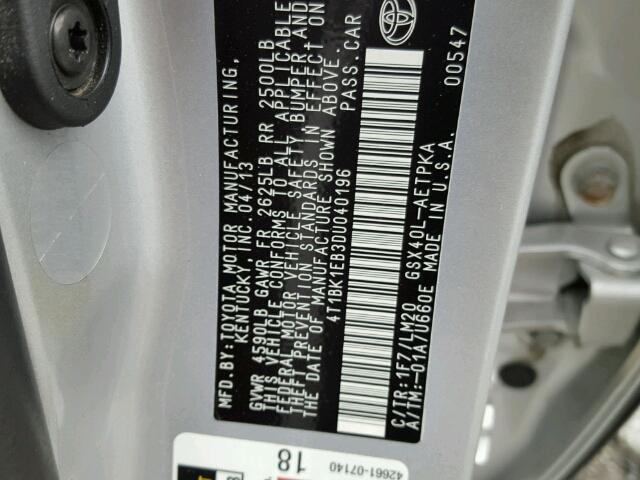 MFD.BY:TOYOTA MOTOR MANUFACTURING,
KENTUCKY, INC. 04/13
GVWR 4590LB GAWR FR 2625LB RR 2500LB
THIS VEHICLE CONFORMS TO ALL APPLICABLE
FEDERAL MOTOR VEHICLE SAFETY, BUMPER, AND
THEFT PREVENTION STANDARDS IN EFFECT ON
THE DATE OF MANUFACTURE SHOWN ABOVE.
4T1BK1EB3DU040196 PASS.CAR
C/TR:1F7/LM20 GSX40L-AETPKA
A/TM:-01A/U660E MADE IN U.S.A.
00547
42661-07140
18